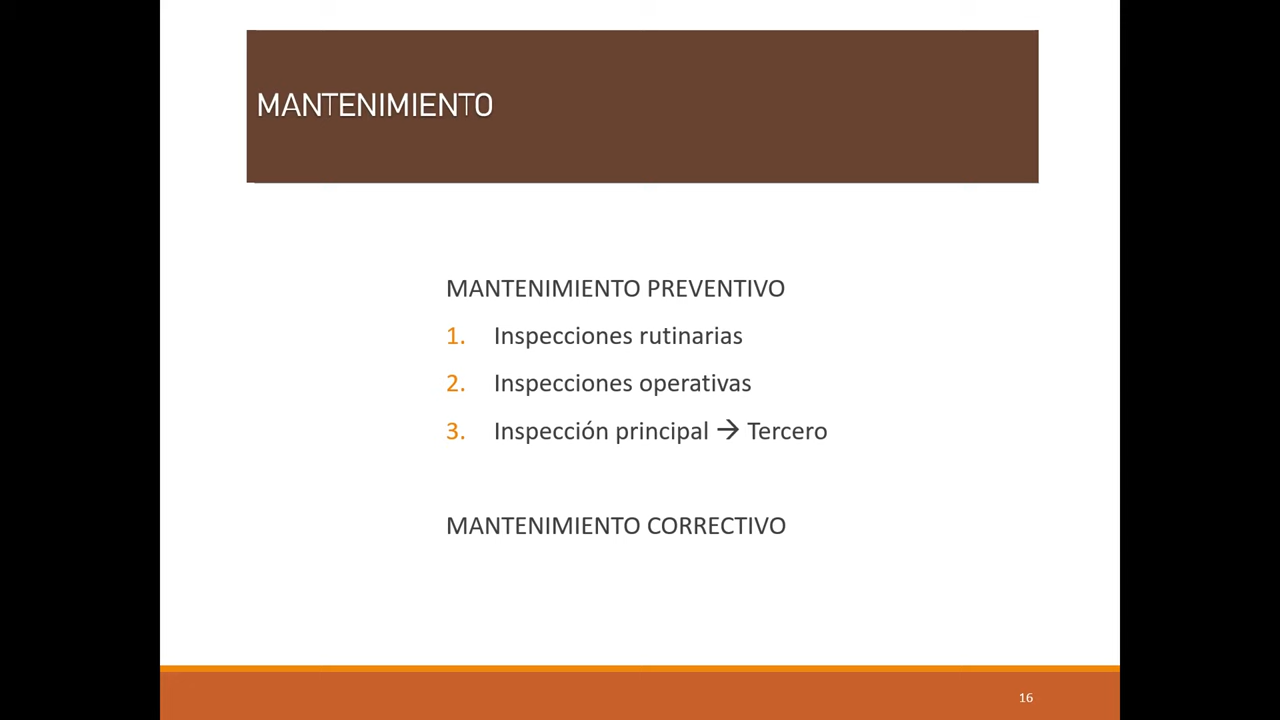 MANTENIMIENTO
MANTENIMIENTO PREVENTIVO
1. Inspecciones rutinarias
2. Inspecciones operativas
3. Inspección principal → Tercero
MANTENIMIENTO CORRECTIVO
16